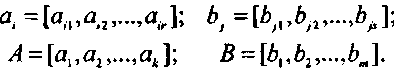 a_i = [a_{i1}, a_{i2}, ..., a_{ir}]; b_j = [b_{j1}, b_{j2}, ..., b_{js}];
A = [a_1, a_2, ..., a_k]; B = [b_1, b_2, ..., b_m].